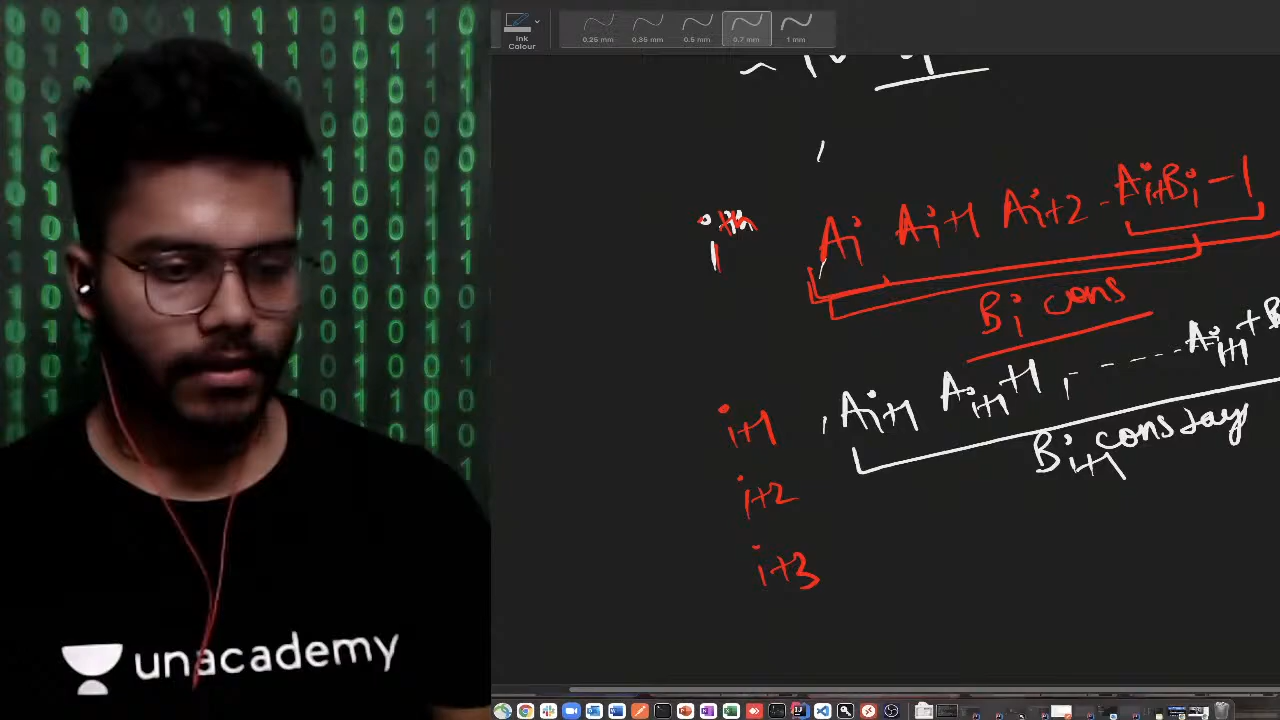 Ink
Colour
0.25 mm 0.35 mm 0.5 mm 0.7 mm 1 mm
ith Ai Ai+1 Ai+2 - Ai+Bi-1
Bi cons
i+1 , Ai+1 Ai+1+1 , ----- Ai+1+B
Bi+1 cons day
i+2
i+3
unacademy